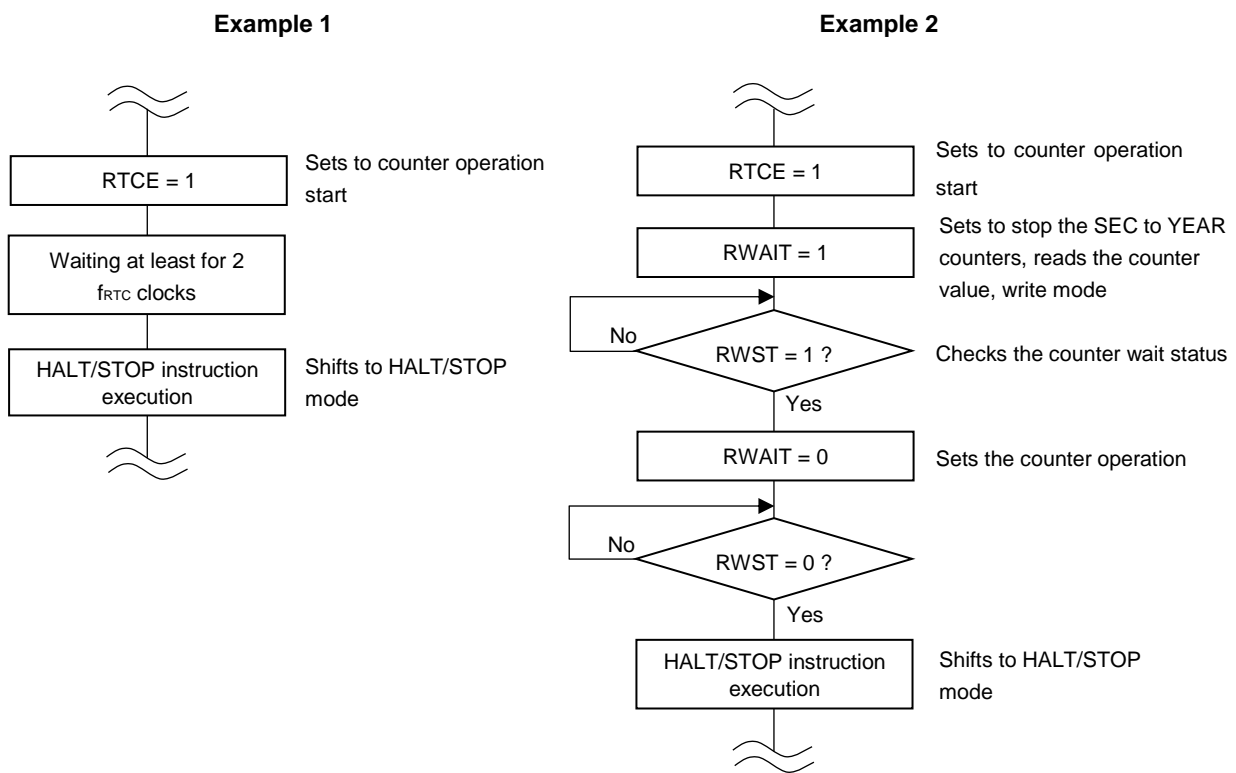 Example 1
RTCE = 1
Sets to counter operation
start
Waiting at least for 2
fRTC clocks
HALT/STOP instruction
execution
Shifts to HALT/STOP
mode
Example 2
RTCE = 1
Sets to counter operation
start
RWAIT = 1
Sets to stop the SEC to YEAR
counters, reads the counter
value, write mode
No
RWST = 1 ?
Checks the counter wait status
Yes
RWAIT = 0
Sets the counter operation
No
RWST = 0 ?
Yes
HALT/STOP instruction
execution
Shifts to HALT/STOP
mode